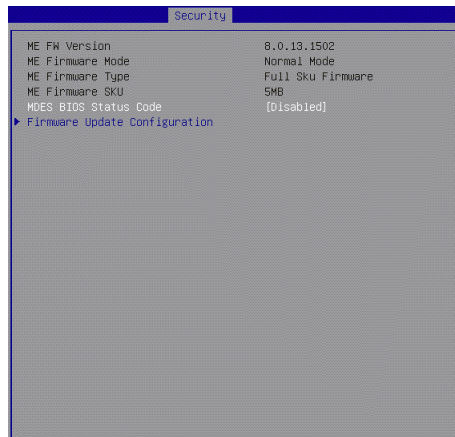 Security
ME FW Version 8.0.13.1502
ME Firmware Mode Normal Mode
ME Firmware Type Full Sku Firmware
ME Firmware SKU 5MB
MDES BIOS Status Code [Disabled]
Firmware Update Configuration